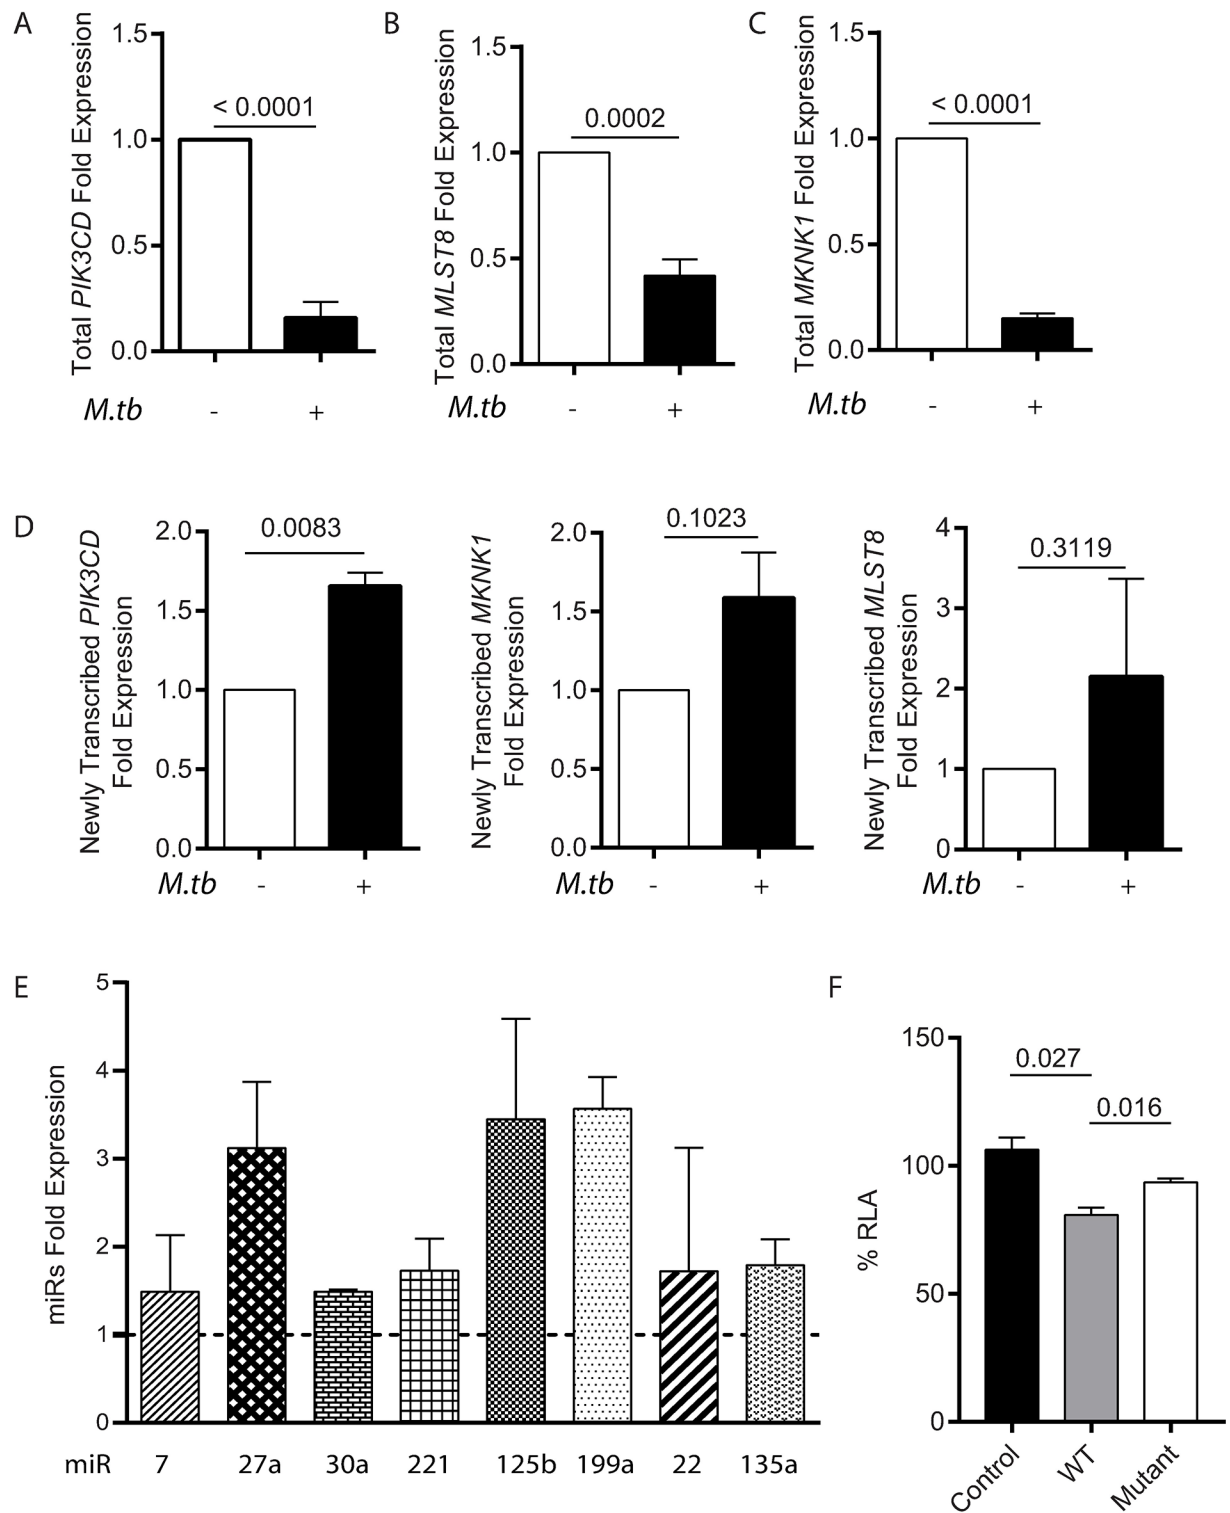 A
Total PIK3CD Fold Expression
1.5
1.0
0.5
0.0
< 0.0001
M.tb - +
B
Total MLST8 Fold Expression
1.5
1.0
0.5
0.0
0.0002
M.tb - +
C
Total MKNK1 Fold Expression
1.5
1.0
0.5
0.0
< 0.0001
M.tb - +
D
Newly Transcribed PIK3CD
Fold Expression
2.0
1.5
1.0
0.5
0.0
0.0083
M.tb - +
Newly Transcribed MKNK1
Fold Expression
2.0
1.5
1.0
0.5
0.0
0.1023
M.tb - +
Newly Transcribed MLST8
Fold Expression
4
3
2
1
0
0.3119
M.tb - +
E
miRs Fold Expression
5
4
3
2
1
0
miR 7 27a 30a 221 125b 199a 22 135a
F
% RLA
150
100
50
0
0.027
0.016
Control
WT
Mutant